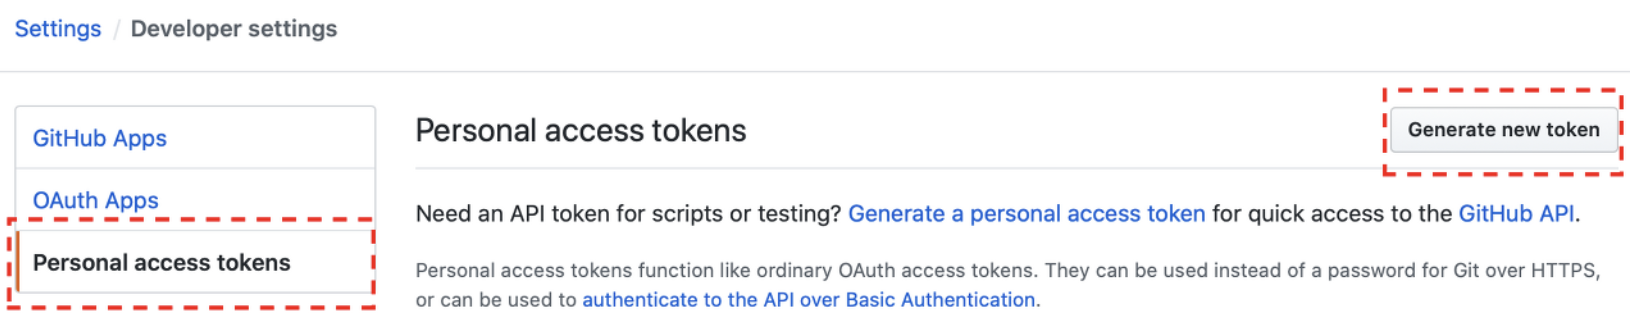 Settings / Developer settings
GitHub Apps
OAuth Apps
Personal access tokens
Personal access tokens
Generate new token
Need an API token for scripts or testing? Generate a personal access token for quick access to the GitHub API.
Personal access tokens function like ordinary OAuth access tokens. They can be used instead of a password for Git over HTTPS,
or can be used to authenticate to the API over Basic Authentication.